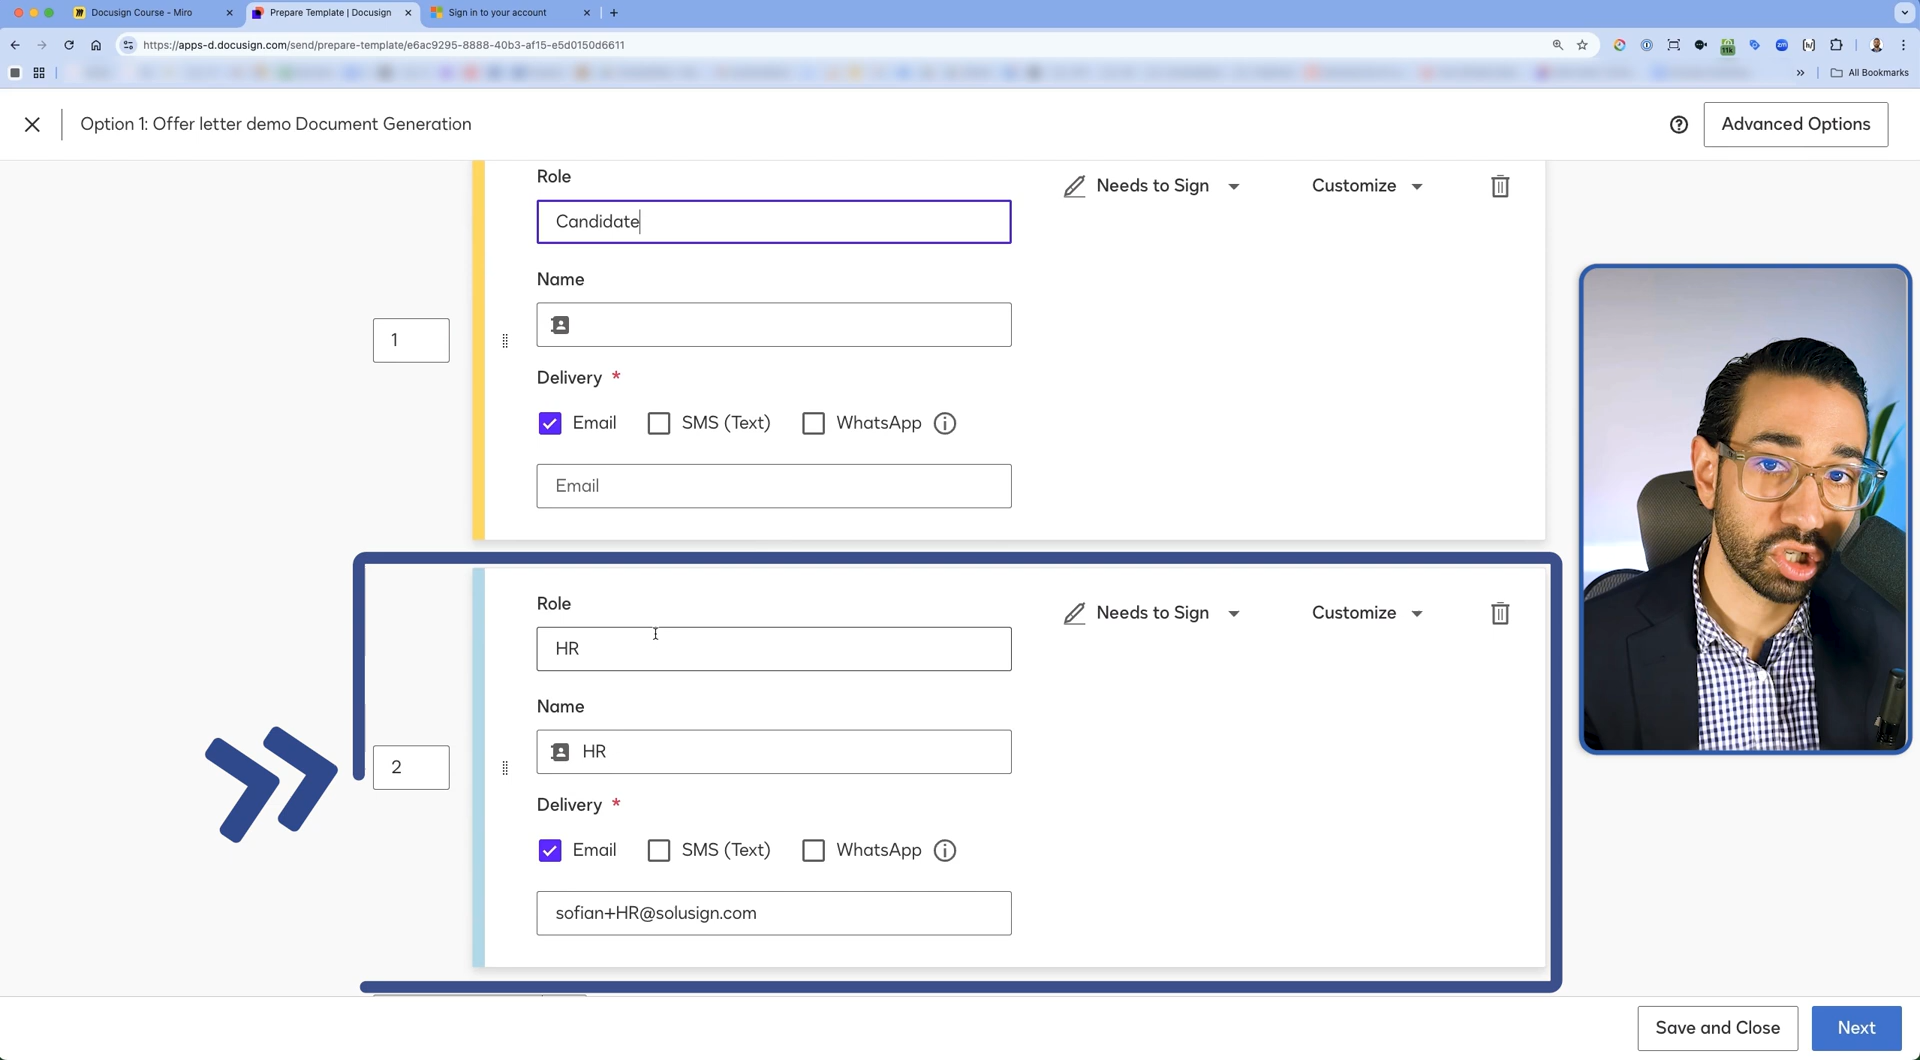 Docusign Course - Miro
Prepare Template | Docusign
Sign in to your account
https://apps-d.docusign.com/send/prepare-template/e6ac9295-8888-40b3-af15-e5d0150d6611
11k
zm
All Bookmarks
Option 1: Offer letter demo Document Generation
Advanced Options
Role
Needs to Sign
Customize
Candidate
Name
1
Delivery *
Email
SMS (Text)
WhatsApp
Email
Role
Needs to Sign
Customize
HR
Name
HR
2
Delivery *
Email
SMS (Text)
WhatsApp
sofian+HR@solusign.com
Save and Close
Next